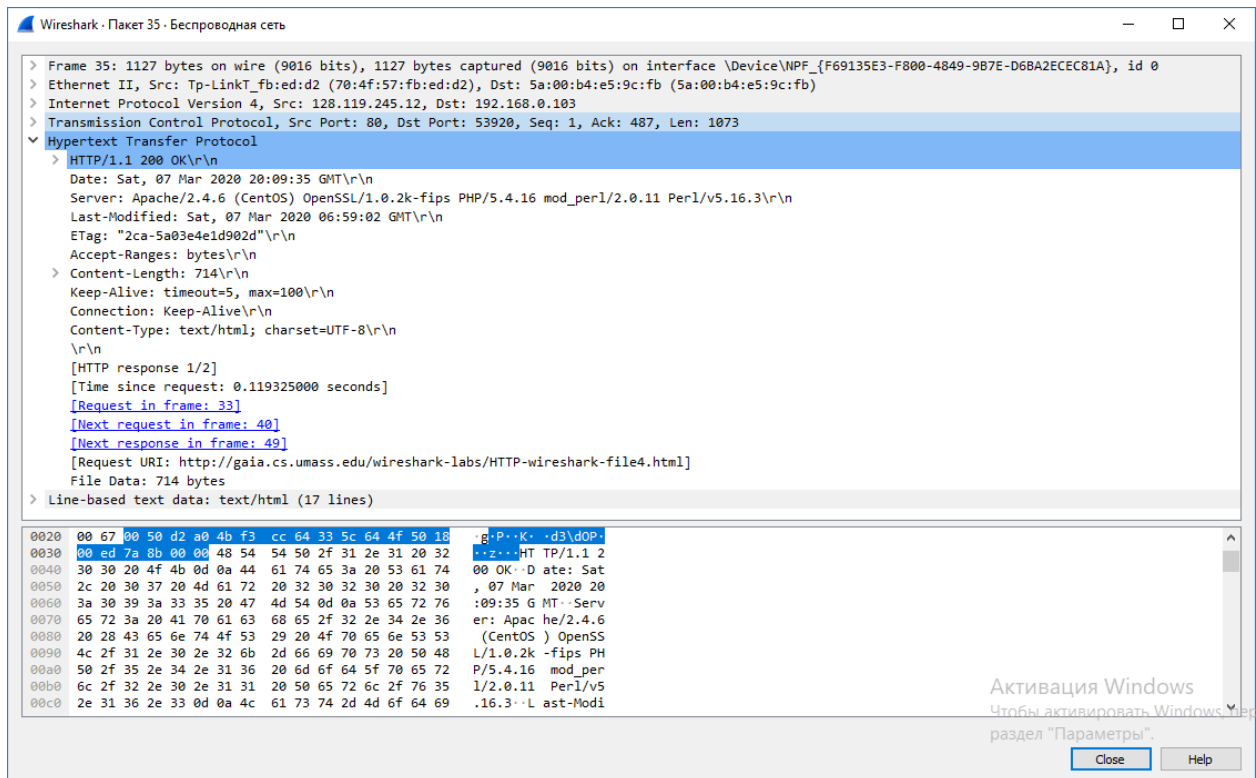 Wireshark · Пакет 35 · Беспроводная сеть
> Frame 35: 1127 bytes on wire (9016 bits), 1127 bytes captured (9016 bits) on interface \Device\NPF_{F69135E3-F800-4849-9B7E-D6BA2ECEC81A}, id 0
> Ethernet II, Src: Tp-LinkT_fb:ed:d2 (70:4f:57:fb:ed:d2), Dst: 5a:00:b4:e5:9c:fb (5a:00:b4:e5:9c:fb)
> Internet Protocol Version 4, Src: 128.119.245.12, Dst: 192.168.0.103
> Transmission Control Protocol, Src Port: 80, Dst Port: 53920, Seq: 1, Ack: 487, Len: 1073
Hypertext Transfer Protocol
> HTTP/1.1 200 OK\r\n
Date: Sat, 07 Mar 2020 20:09:35 GMT\r\n
Server: Apache/2.4.6 (CentOS) OpenSSL/1.0.2k-fips PHP/5.4.16 mod_perl/2.0.11 Perl/v5.16.3\r\n
Last-Modified: Sat, 07 Mar 2020 06:59:02 GMT\r\n
ETag: "2ca-5a03e4e1d902d"\r\n
Accept-Ranges: bytes\r\n
> Content-Length: 714\r\n
Keep-Alive: timeout=5, max=100\r\n
Connection: Keep-Alive\r\n
Content-Type: text/html; charset=UTF-8\r\n
\r\n
[HTTP response 1/2]
[Time since request: 0.119325000 seconds]
[Request in frame: 33]
[Next request in frame: 40]
[Next response in frame: 49]
[Request URI: http://gaia.cs.umass.edu/wireshark-labs/HTTP-wireshark-file4.html]
File Data: 714 bytes
> Line-based text data: text/html (17 lines)
0020 00 67 00 50 d2 a0 4b f3 cc 64 33 5c 64 4f 50 18 ·g·P··K· ·d3\dOP·
0030 00 ed 7a 8b 00 00 48 54 54 50 2f 31 2e 31 20 32 ··z···HT TP/1.1 2
0040 30 30 20 4f 4b 0d 0a 44 61 74 65 3a 20 53 61 74 00 OK··D ate: Sat
0050 2c 20 30 37 20 4d 61 72 20 32 30 32 30 20 32 30 , 07 Mar 2020 20
0060 3a 30 39 3a 33 35 20 47 4d 54 0d 0a 53 65 72 76 :09:35 G MT··Serv
0070 65 72 3a 20 41 70 61 63 68 65 2f 32 2e 34 2e 36 er: Apac he/2.4.6
0080 20 28 43 65 6e 74 4f 53 29 20 4f 70 65 6e 53 53 (CentOS ) OpenSS
0090 4c 2f 31 2e 30 2e 32 6b 2d 66 69 70 73 20 50 48 L/1.0.2k -fips PH
00a0 50 2f 35 2e 34 2e 31 36 20 6d 6f 64 5f 70 65 72 P/5.4.16 mod_per
00b0 6c 2f 32 2e 30 2e 31 31 20 50 65 72 6c 2f 76 35 l/2.0.11 Perl/v5
00c0 2e 31 36 2e 33 0d 0a 4c 61 73 74 2d 4d 6f 64 69 .16.3··L ast-Modi
Активация Windows
Чтобы активировать Windows, пер
раздел "Параметры".
Close Help